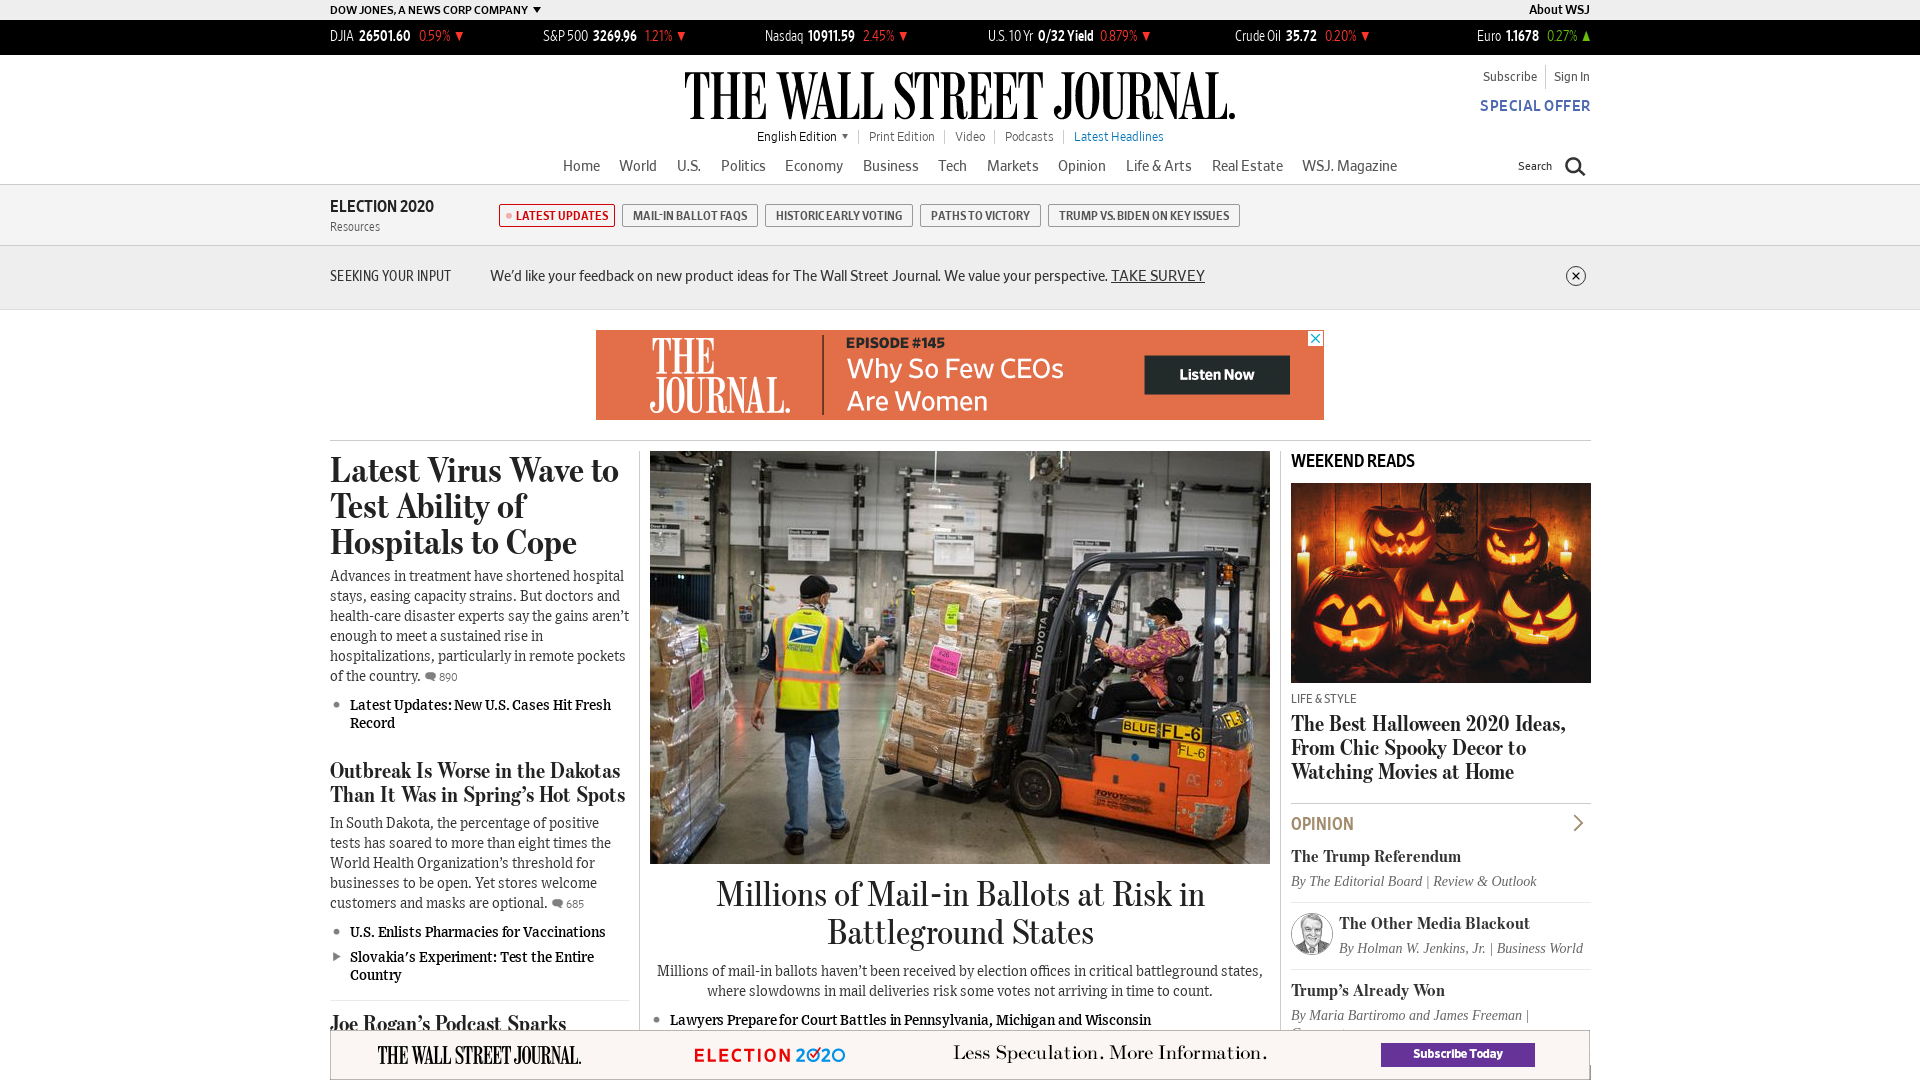 DOW JONES, A NEWS CORP COMPANY
About WSJ
DJIA 26501.60 0.59%
S&P 500 3269.96 1.21%
Nasdaq 10911.59 2.45%
U.S. 10 Yr 0/32 Yield 0.879%
Crude Oil 35.72 0.20%
Euro 1.1678 0.27%
THE WALL STREET JOURNAL.
Subscribe
Sign In
SPECIAL OFFER
English Edition
Print Edition
Video
Podcasts
Latest Headlines
Home World U.S. Politics Economy Business Tech Markets Opinion Life & Arts Real Estate WSJ. Magazine
Search
ELECTION 2020
Resources
LATEST UPDATES
MAIL-IN BALLOT FAQS
HISTORIC EARLY VOTING
PATHS TO VICTORY
TRUMP VS. BIDEN ON KEY ISSUES
SEEKING YOUR INPUT
We’d like your feedback on new product ideas for The Wall Street Journal. We value your perspective. TAKE SURVEY
THE
JOURNAL.
EPISODE #145
Why So Few CEOs
Are Women
Listen Now
Latest Virus Wave to
Test Ability of
Hospitals to Cope
Advances in treatment have shortened hospital
stays, easing capacity strains. But doctors and
health-care disaster experts say the gains aren’t
enough to meet a sustained rise in
hospitalizations, particularly in remote pockets
of the country. 890
Latest Updates: New U.S. Cases Hit Fresh
Record
Outbreak Is Worse in the Dakotas
Than It Was in Spring’s Hot Spots
In South Dakota, the percentage of positive
tests has soared to more than eight times the
World Health Organization’s threshold for
businesses to be open. Yet stores welcome
customers and masks are optional. 685
U.S. Enlists Pharmacies for Vaccinations
Slovakia’s Experiment: Test the Entire
Country
Joe Rogan’s Podcast Sparks
TOYOTA
BLUE FL-6
FL-6
FL-3
TOYOTA
Millions of Mail-in Ballots at Risk in
Battleground States
Millions of mail-in ballots haven’t been received by election offices in critical battleground states,
where slowdowns in mail deliveries risk some votes not arriving in time to count.
Lawyers Prepare for Court Battles in Pennsylvania, Michigan and Wisconsin
WEEKEND READS
LIFE & STYLE
The Best Halloween 2020 Ideas,
From Chic Spooky Decor to
Watching Movies at Home
OPINION
The Trump Referendum
By The Editorial Board | Review & Outlook
The Other Media Blackout
By Holman W. Jenkins, Jr. | Business World
Trump’s Already Won
By Maria Bartiromo and James Freeman |
THE WALL STREET JOURNAL.
ELECTION 2020
Less Speculation. More Information.
Subscribe Today